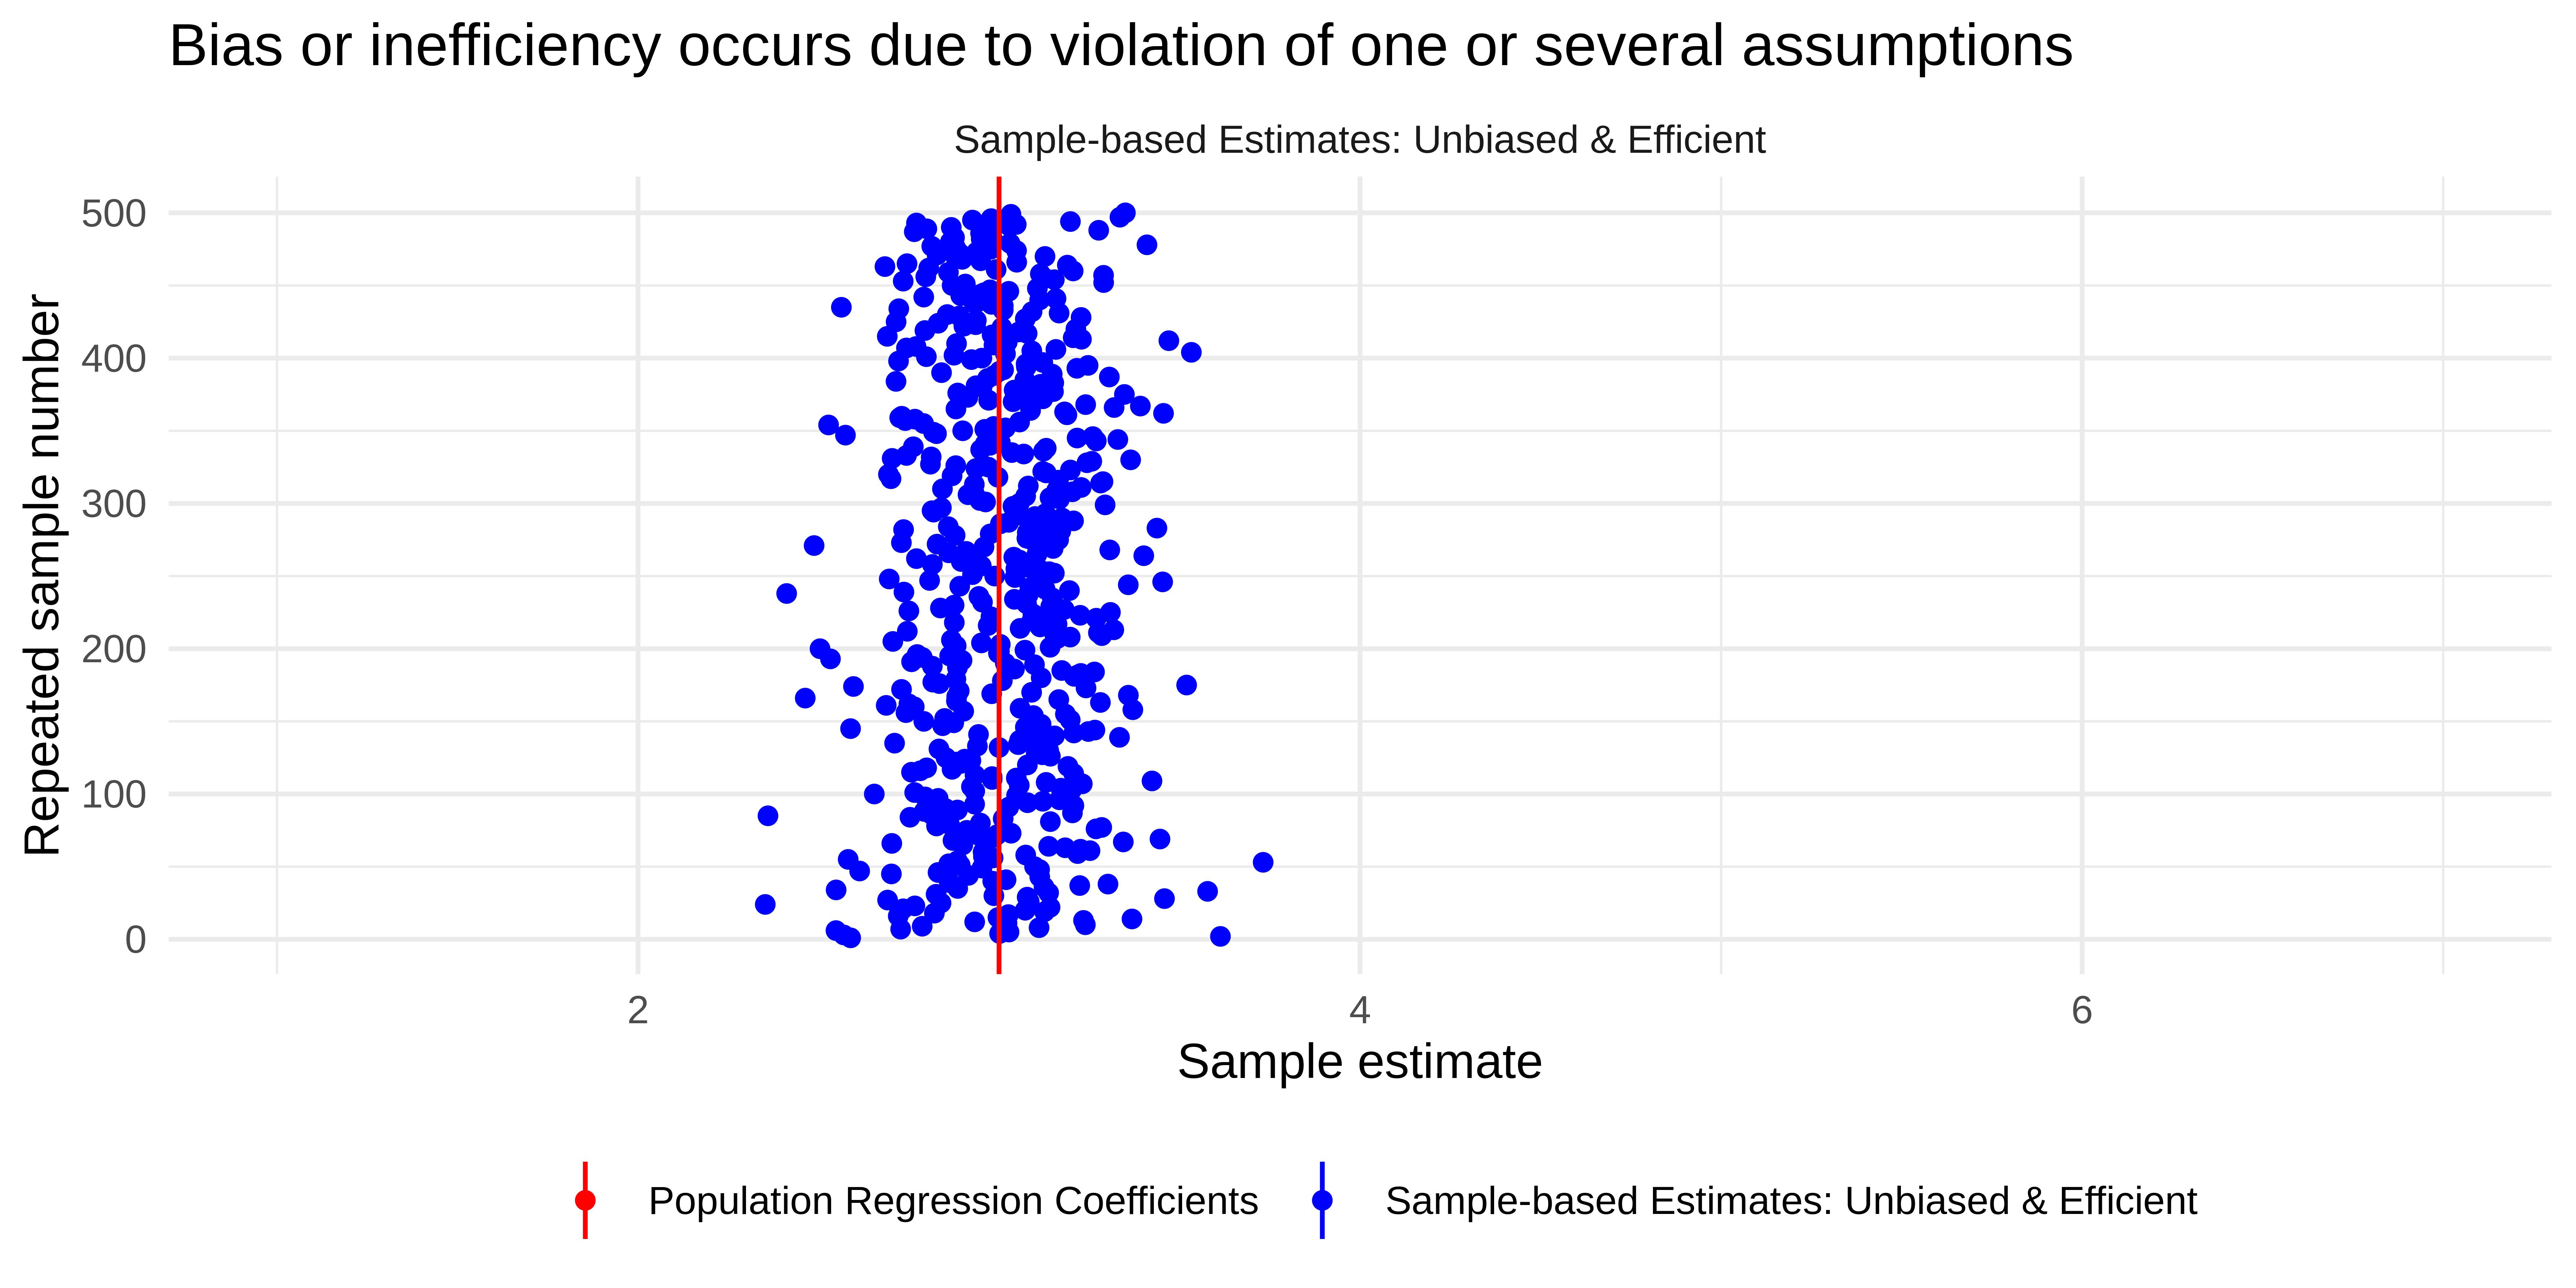 Bias or inefficiency occurs due to violation of one or several assumptions
Sample-based Estimates: Unbiased & Efficient
Repeated sample number
500
400
300
200
100
0
2
4
6
Sample estimate
Population Regression Coefficients
Sample-based Estimates: Unbiased & Efficient